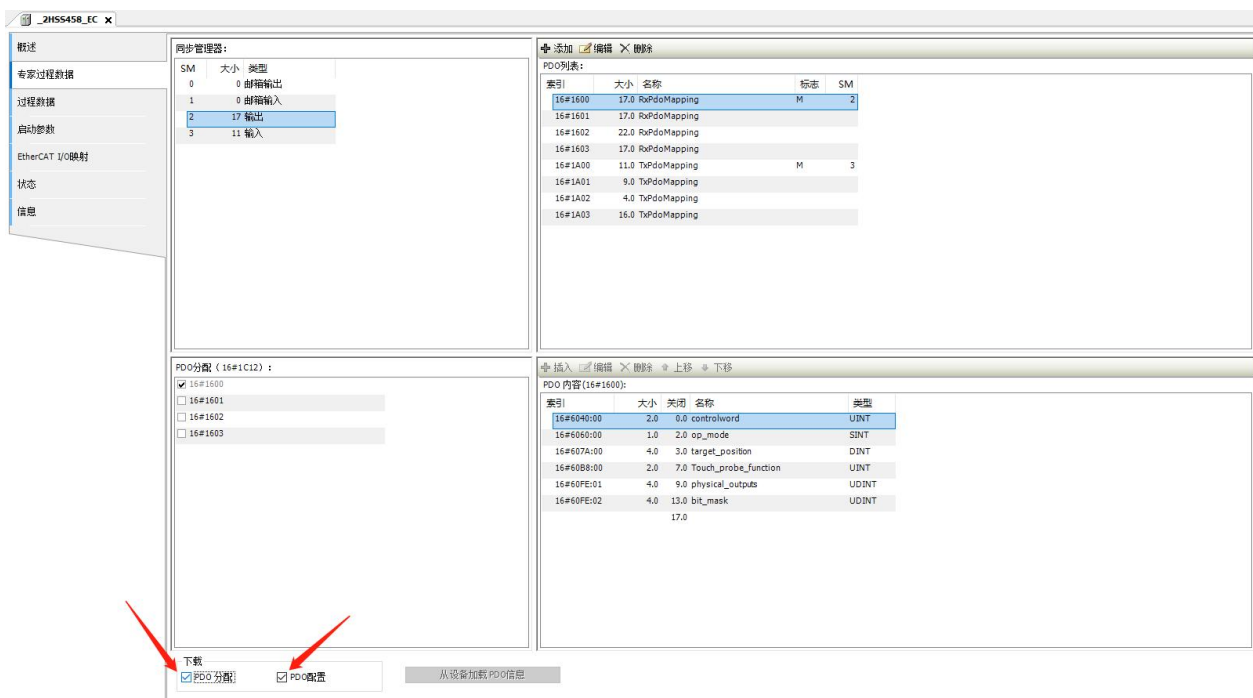 _2HSS458_EC X
概述
专家过程数据
过程数据
启动参数
EtherCAT I/O映射
状态
信息
同步管理器:
SM 大小 类型
0 0 邮箱输出
1 0 邮箱输入
2 17 输出
3 11 输入
添加 编辑 删除
PDO列表:
索引 大小 名称 标志 SM
16#1600 17.0 RxPdoMapping M 2
16#1601 17.0 RxPdoMapping
16#1602 22.0 RxPdoMapping
16#1603 17.0 RxPdoMapping
16#1A00 11.0 TxPdoMapping M 3
16#1A01 9.0 TxPdoMapping
16#1A02 4.0 TxPdoMapping
16#1A03 16.0 TxPdoMapping
PDO分配（16#1C12）:
16#1600
16#1601
16#1602
16#1603
插入 编辑 删除 上移 下移
PDO 内容(16#1600):
索引 大小 关闭 名称 类型
16#6040:00 2.0 0.0 controlword UINT
16#6060:00 1.0 2.0 op_mode SINT
16#607A:00 4.0 3.0 target_position DINT
16#60B8:00 2.0 7.0 Touch_probe_function UINT
16#60FE:01 4.0 9.0 physical_outputs UDINT
16#60FE:02 4.0 13.0 bit_mask UDINT
17.0
下载
PDO 分配 PDO配置 从设备加载 PDO信息